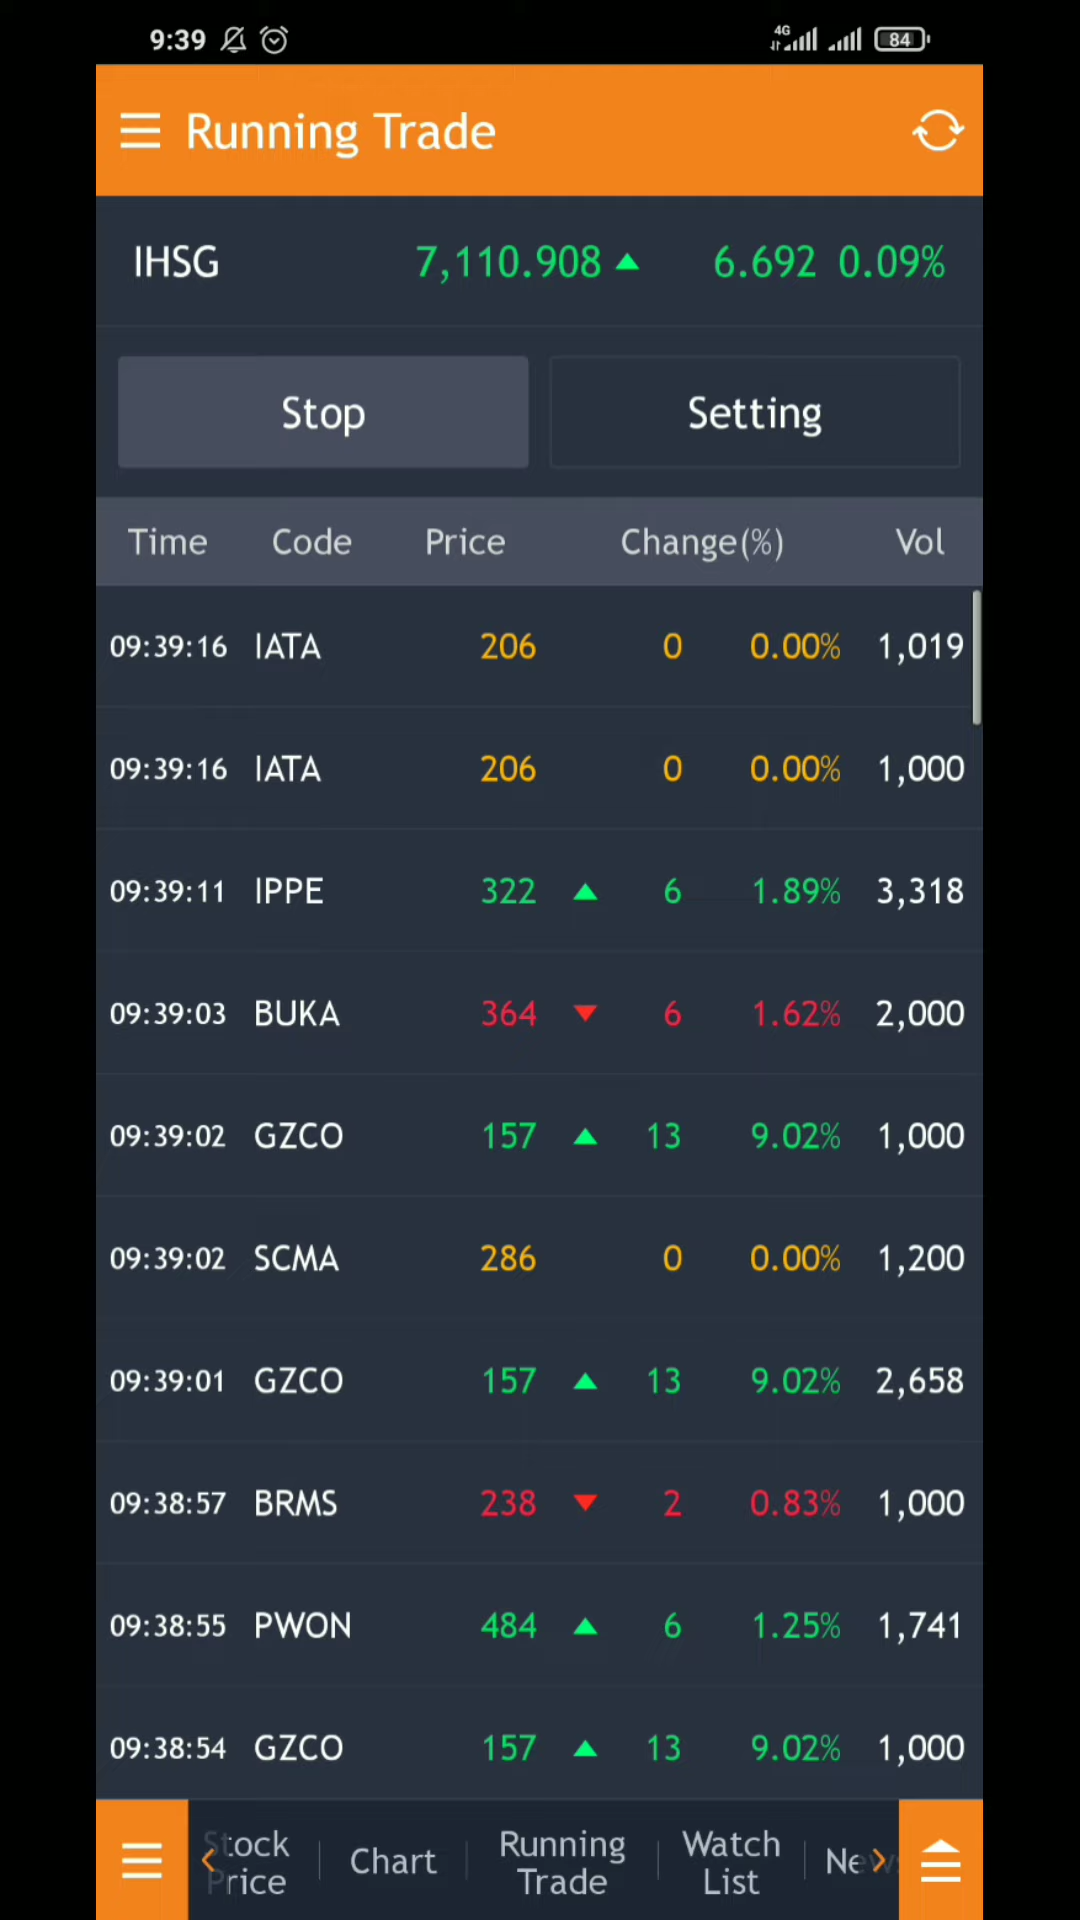 9:39 4G 84
Running Trade
IHSG 7,110.908 6.692 0.09%
Stop Setting
Time Code Price Change(%) Vol
09:39:16 IATA 206 0 0.00% 1,019
09:39:16 IATA 206 0 0.00% 1,000
09:39:11 IPPE 322 ▲ 6 1.89% 3,318
09:39:03 BUKA 364 ▼ 6 1.62% 2,000
09:39:02 GZCO 157 ▲ 13 9.02% 1,000
09:39:02 SCMA 286 0 0.00% 1,200
09:39:01 GZCO 157 ▲ 13 9.02% 2,658
09:38:57 BRMS 238 ▼ 2 0.83% 1,000
09:38:55 PWON 484 ▲ 6 1.25% 1,741
09:38:54 GZCO 157 ▲ 13 9.02% 1,000
Stock Running Watch
Price Chart Trade List News